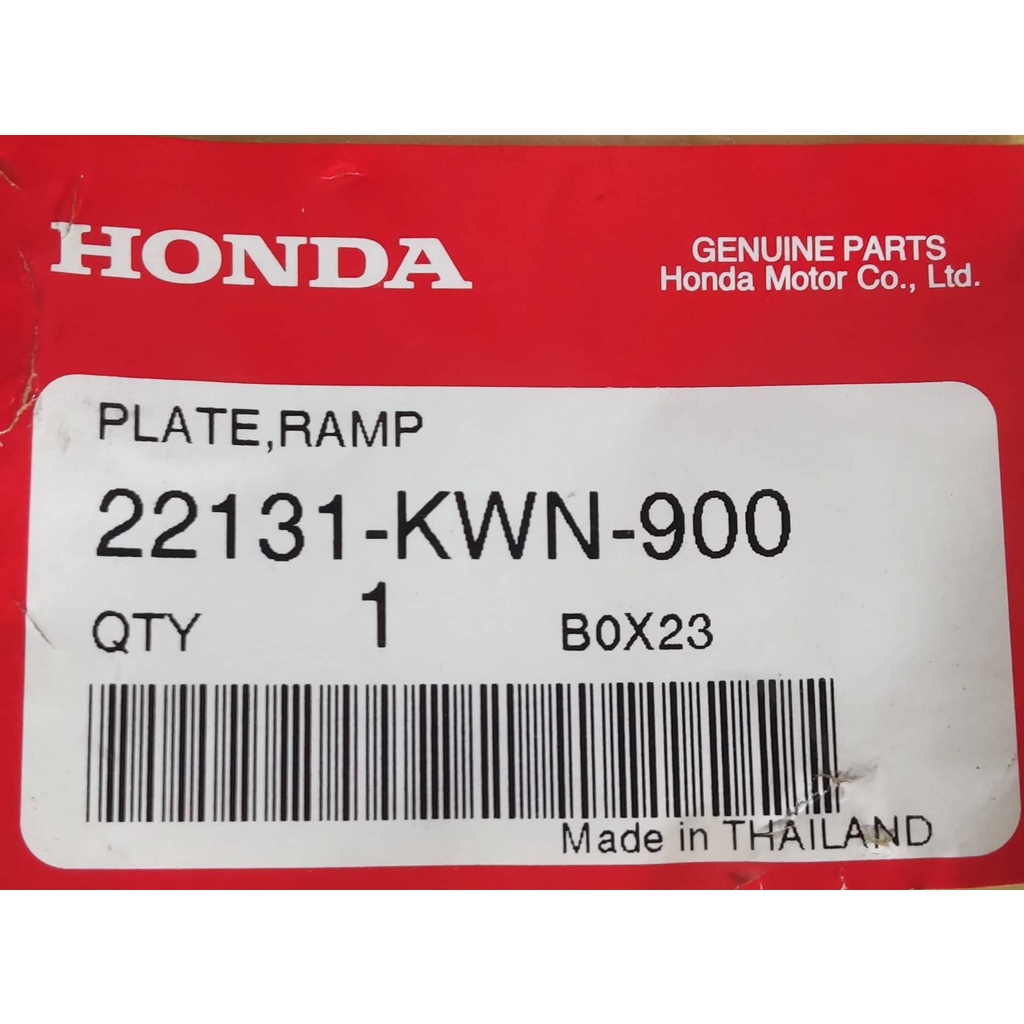 HONDA
GENUINE PARTS
Honda Motor Co., Ltd.
PLATE,RAMP
22131-KWN-900
QTY 1 B0X23
Made in THAILAND